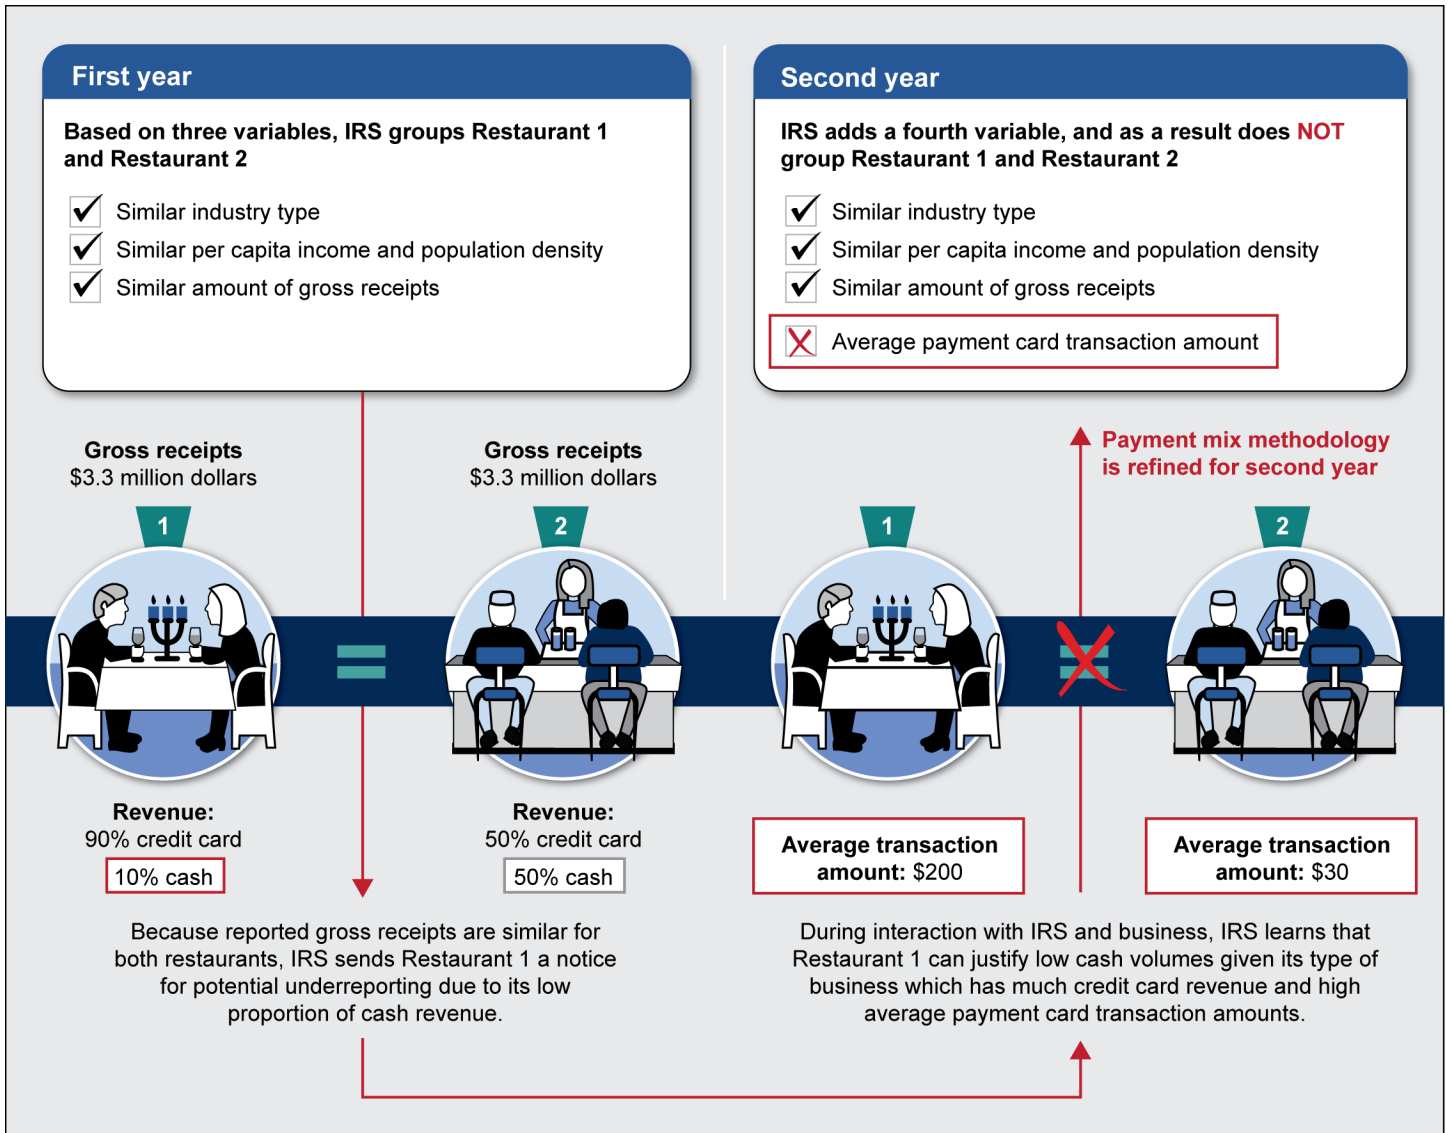 First year
Based on three variables, IRS groups Restaurant 1
and Restaurant 2
Similar industry type
Similar per capita income and population density
Similar amount of gross receipts
Gross receipts
$3.3 million dollars
1
Gross receipts
$3.3 million dollars
2
Revenue:
90% credit card
10% cash
Revenue:
50% credit card
50% cash
Because reported gross receipts are similar for
both restaurants, IRS sends Restaurant 1 a notice
for potential underreporting due to its low
proportion of cash revenue.
Second year
IRS adds a fourth variable, and as a result does NOT
group Restaurant 1 and Restaurant 2
Similar industry type
Similar per capita income and population density
Similar amount of gross receipts
Average payment card transaction amount
Payment mix methodology
is refined for second year
1
2
Average transaction
amount: $200
Average transaction
amount: $30
During interaction with IRS and business, IRS learns that
Restaurant 1 can justify low cash volumes given its type of
business which has much credit card revenue and high
average payment card transaction amounts.